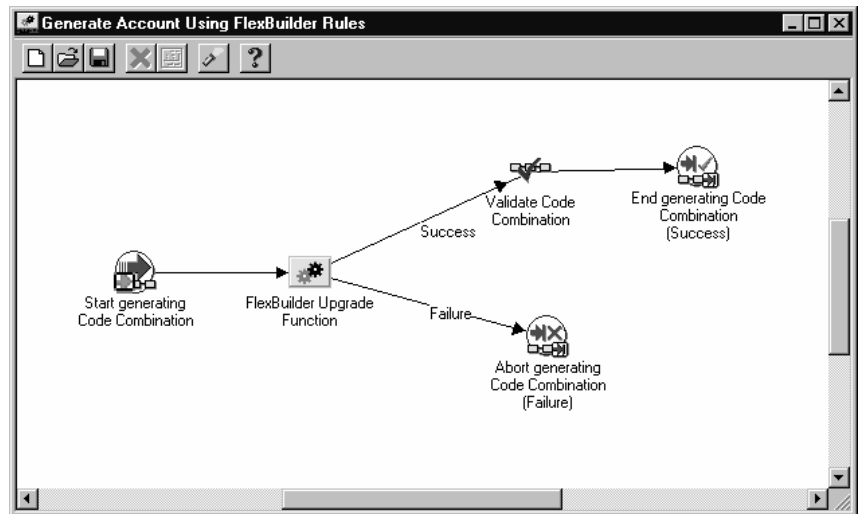 Generate Account Using FlexBuilder Rules
Start generating
Code Combination
FlexBuilder Upgrade
Function
Success
Failure
Validate Code
Combination
End generating Code
Combination
(Success)
Abort generating
Code Combination
(Failure)